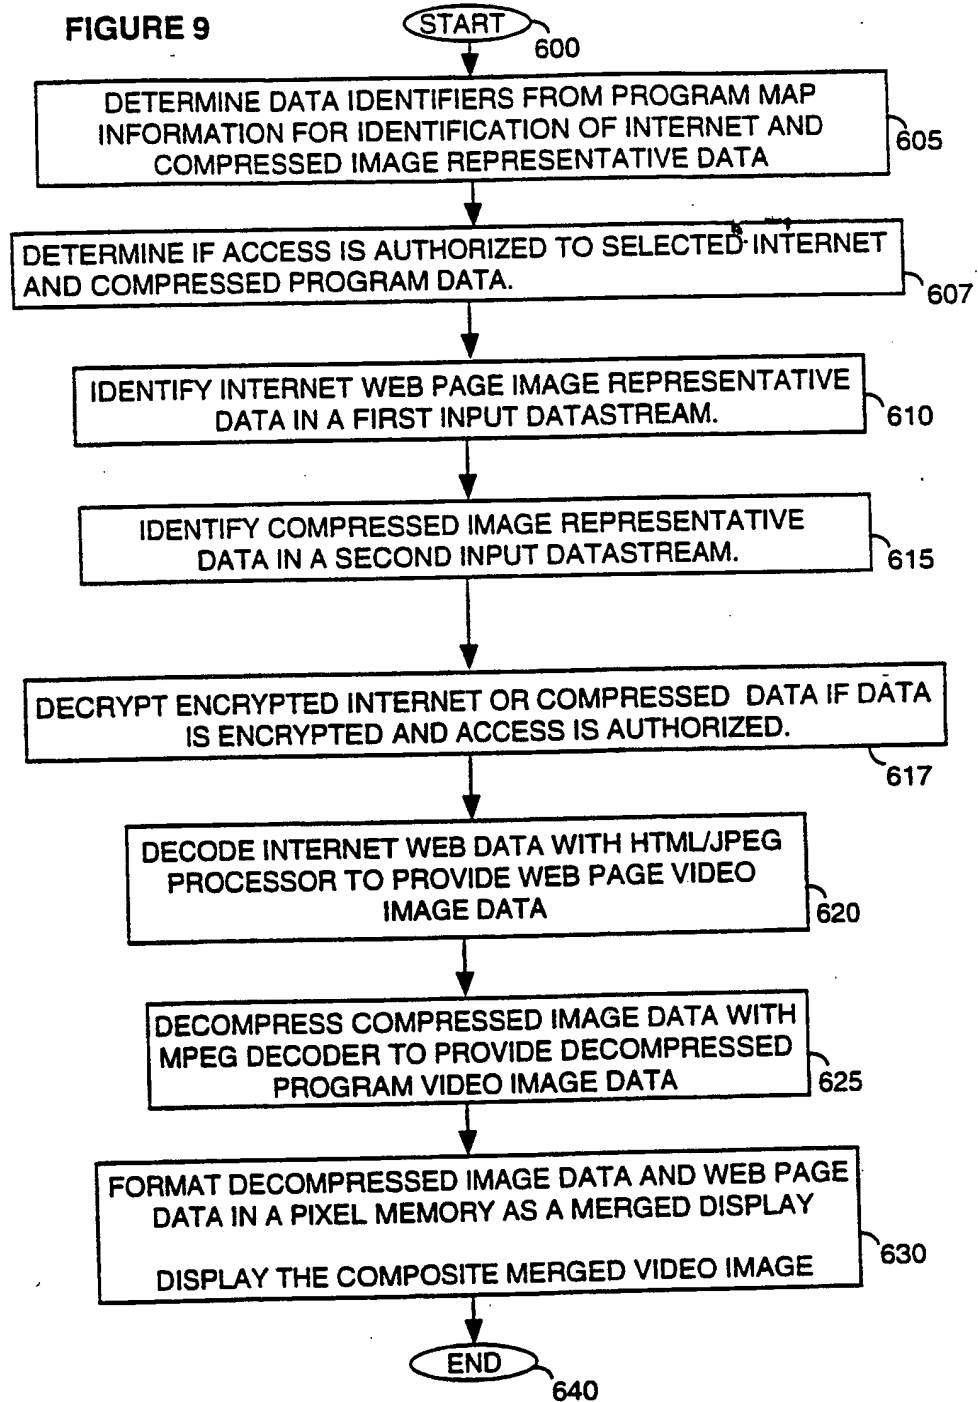 FIGURE 9
START
600
DETERMINE DATA IDENTIFIERS FROM PROGRAM MAP
INFORMATION FOR IDENTIFICATION OF INTERNET AND
COMPRESSED IMAGE REPRESENTATIVE DATA
605
DETERMINE IF ACCESS IS AUTHORIZED TO SELECTED INTERNET
AND COMPRESSED PROGRAM DATA.
607
IDENTIFY INTERNET WEB PAGE IMAGE REPRESENTATIVE
DATA IN A FIRST INPUT DATASTREAM.
610
IDENTIFY COMPRESSED IMAGE REPRESENTATIVE
DATA IN A SECOND INPUT DATASTREAM.
615
DECRYPT ENCRYPTED INTERNET OR COMPRESSED DATA IF DATA
IS ENCRYPTED AND ACCESS IS AUTHORIZED.
617
DECODE INTERNET WEB DATA WITH HTML/JPEG
PROCESSOR TO PROVIDE WEB PAGE VIDEO
IMAGE DATA
620
DECOMPRESS COMPRESSED IMAGE DATA WITH
MPEG DECODER TO PROVIDE DECOMPRESSED
PROGRAM VIDEO IMAGE DATA
625
FORMAT DECOMPRESSED IMAGE DATA AND WEB PAGE
DATA IN A PIXEL MEMORY AS A MERGED DISPLAY
DISPLAY THE COMPOSITE MERGED VIDEO IMAGE
630
END
640